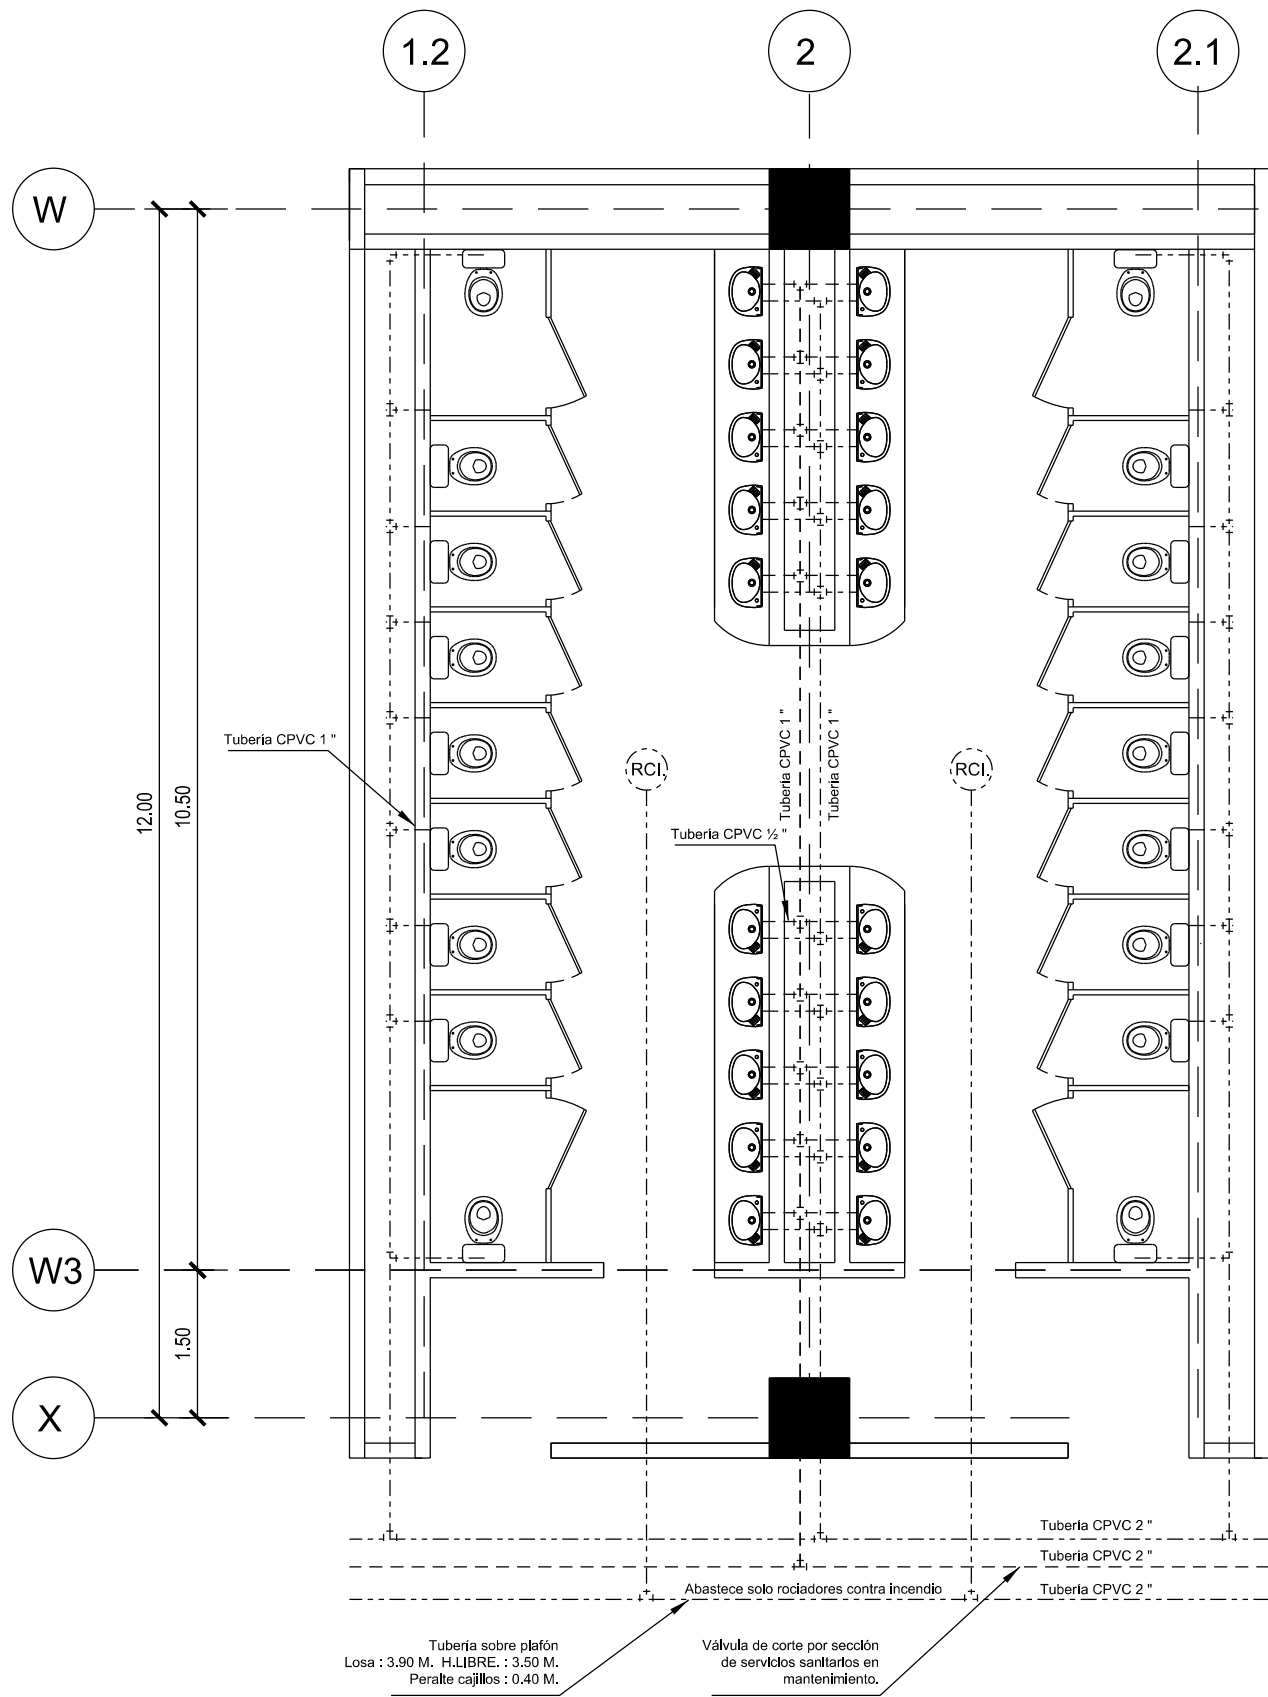 1.2
2
2.1
W
Tubería CPVC 1 "
Tubería CPVC 1 "
Tubería CPVC 1 "
RCI.
RCI.
12.00
10.50
Tubería CPVC ½ "
W3
1.50
X
Tubería CPVC 2 "
Tubería CPVC 2 "
Abastece solo rociadores contra incendio
Tubería CPVC 2 "
Tubería sobre plafón
Losa : 3.90 M. H.LIBRE. : 3.50 M.
Peralte cajillos : 0.40 M.
Válvula de corte por sección
de servicios sanitarios en
mantenimiento.